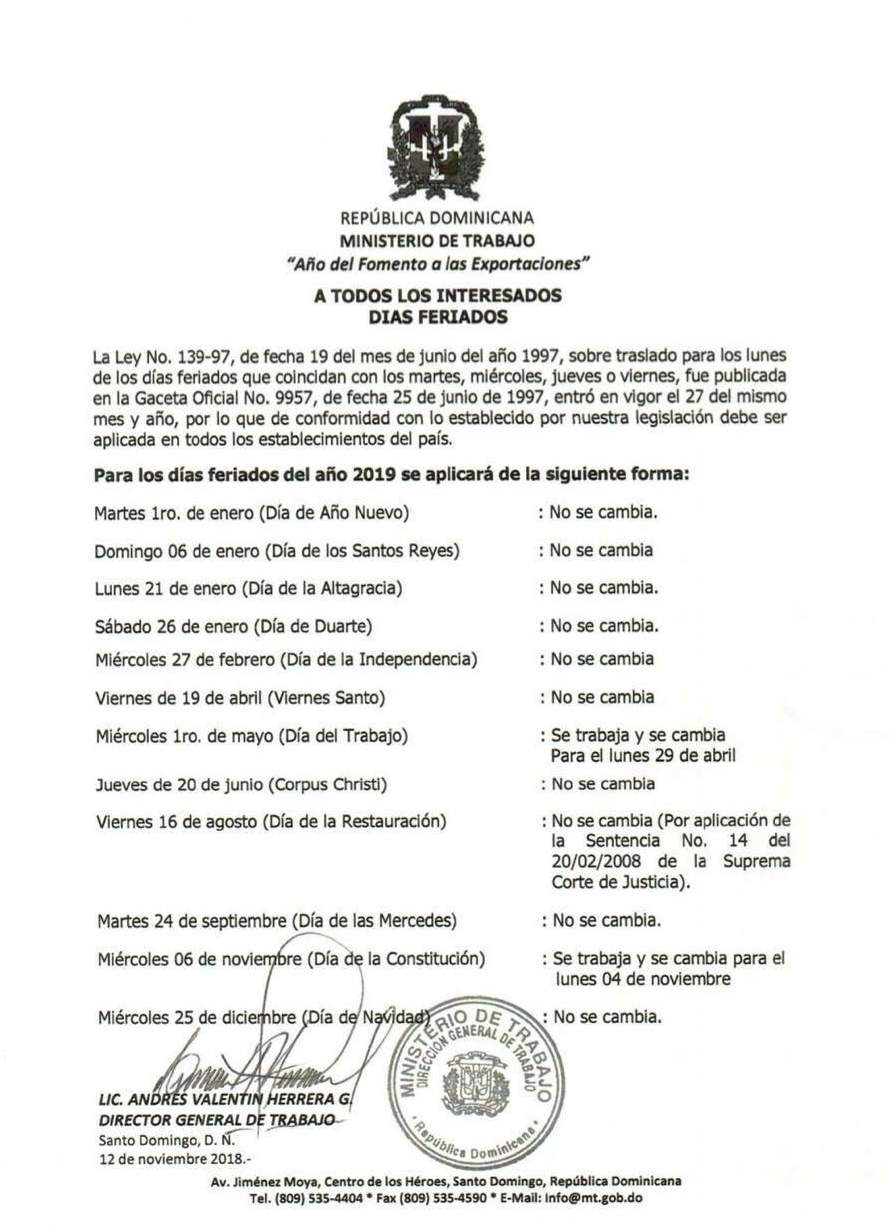 REPÚBLICA DOMINICANA
MINISTERIO DE TRABAJO
"Año del Fomento a las Exportaciones"
A TODOS LOS INTERESADOS
DIAS FERIADOS
La Ley No. 139-97, de fecha 19 del mes de junio del año 1997, sobre traslado para los lunes
de los días feriados que coincidan con los martes, miércoles, jueves o viernes, fue publicada
en la Gaceta Oficial No. 9957, de fecha 25 de junio de 1997, entró en vigor el 27 del mismo
mes y año, por lo que de conformidad con lo establecido por nuestra legislación debe ser
aplicada en todos los establecimientos del país.
Para los días feriados del año 2019 se aplicará de la siguiente forma:
Martes 1ro. de enero (Día de Año Nuevo) : No se cambia.
Domingo 06 de enero (Día de los Santos Reyes) : No se cambia
Lunes 21 de enero (Día de la Altagracia) : No se cambia.
Sábado 26 de enero (Día de Duarte) : No se cambia.
Miércoles 27 de febrero (Día de la Independencia) : No se cambia
Viernes de 19 de abril (Viernes Santo) : No se cambia
Miércoles 1ro. de mayo (Día del Trabajo) : Se trabaja y se cambia
Para el lunes 29 de abril
Jueves de 20 de junio (Corpus Christi) : No se cambia
Viernes 16 de agosto (Día de la Restauración) : No se cambia (Por aplicación de
la Sentencia No. 14 del
20/02/2008 de la Suprema
Corte de Justicia).
Martes 24 de septiembre (Día de las Mercedes) : No se cambia.
Miércoles 06 de noviembre (Día de la Constitución) : Se trabaja y se cambia para el
lunes 04 de noviembre
Miércoles 25 de diciembre (Día de Navidad) : No se cambia.
MINISTERIO DE TRABAJO
DIRECCIÓN GENERAL DE TRABAJO
República Dominicana
LIC. ANDRES VALENTIN HERRERA G.
DIRECTOR GENERAL DE TRABAJO
Santo Domingo, D. N.
12 de noviembre 2018.-
Av. Jiménez Moya, Centro de los Héroes, Santo Domingo, República Dominicana
Tel. (809) 535-4404 * Fax (809) 535-4590 * E-Mail: Info@mt.gob.do